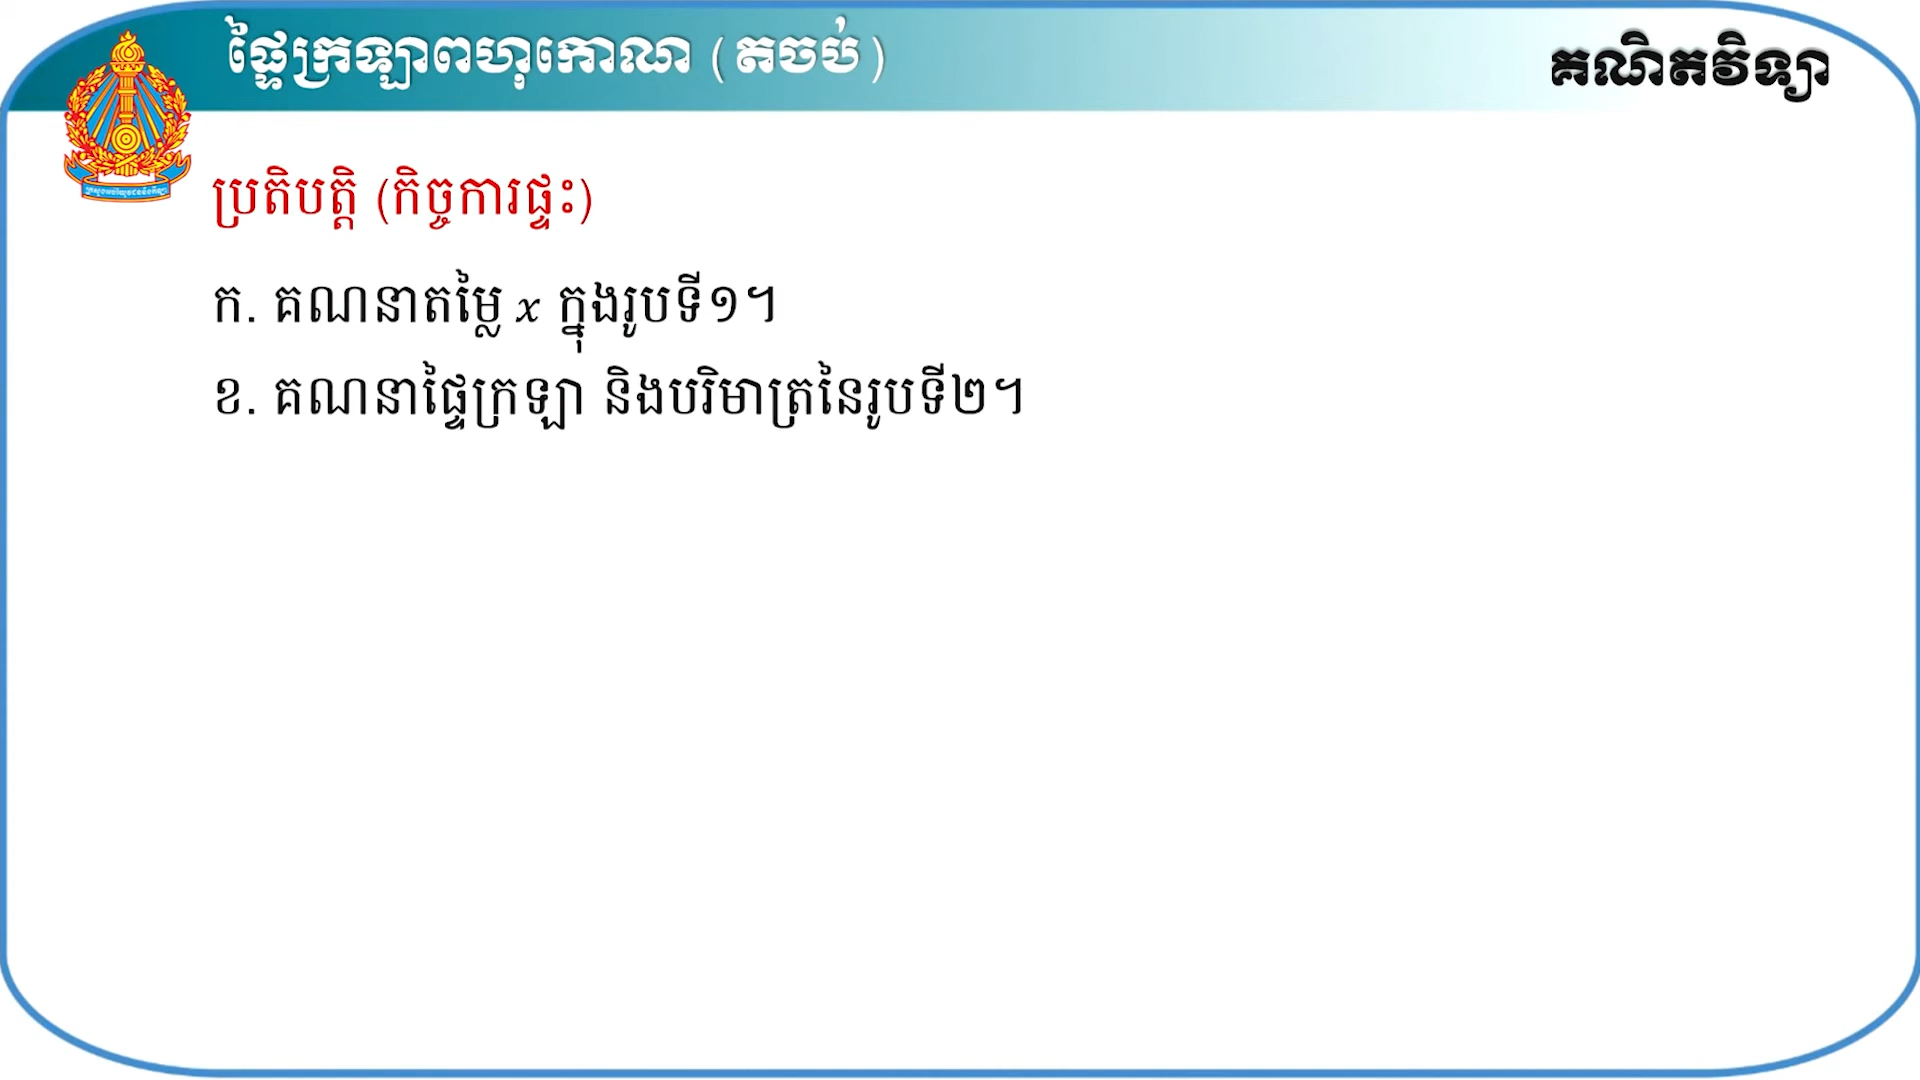 ផ្ទៃក្រឡាពហុកោណ (តចប់)
គណិតវិទ្យា
ប្រតិបត្តិ (កិច្ចការផ្ទះ)
ក. គណនាតម្លៃ x ក្នុងរូបទី១។
ខ. គណនាផ្ទៃក្រឡា និងបរិមាត្រនៃរូបទី២។